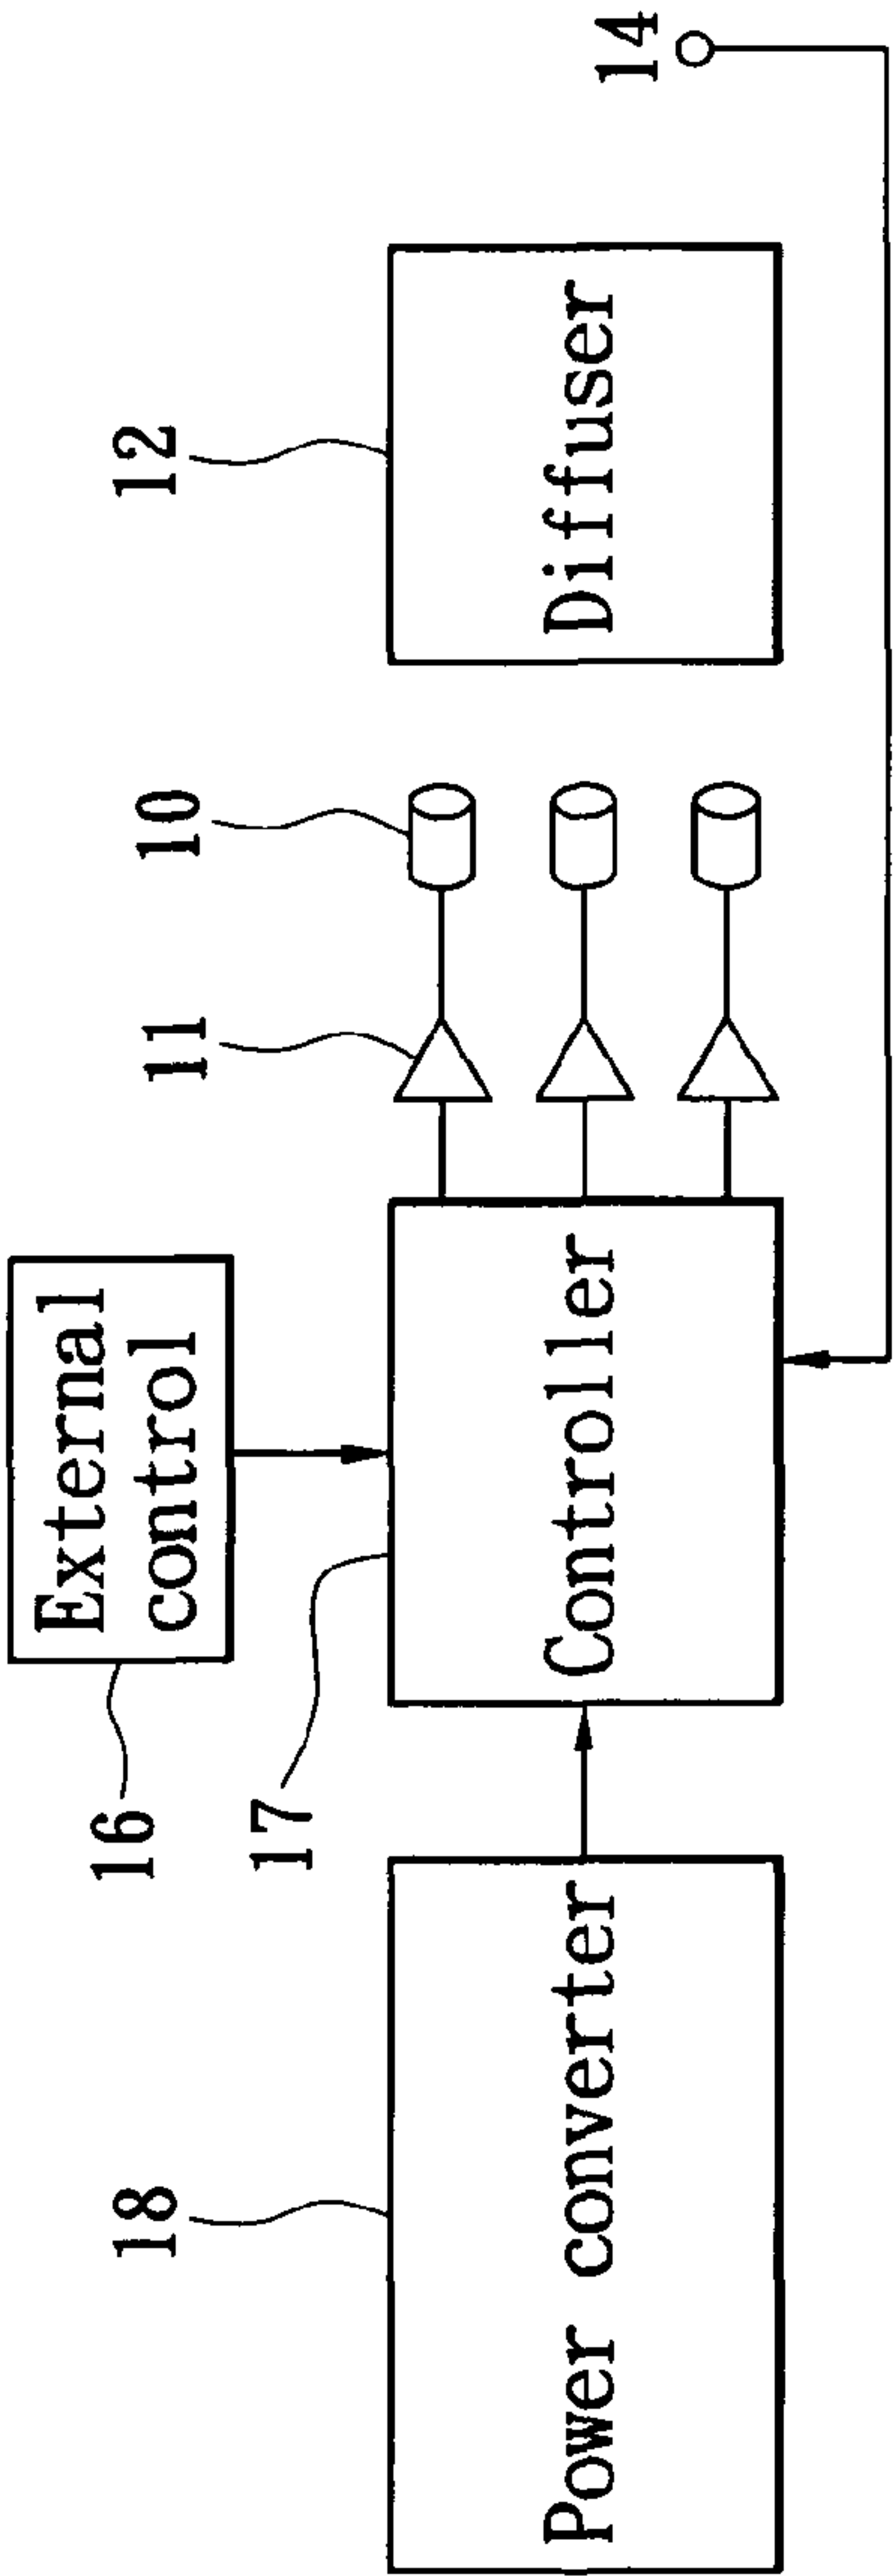 16
External
control
14
18
17
11
10
12
Power converter
Controller
Diffuser